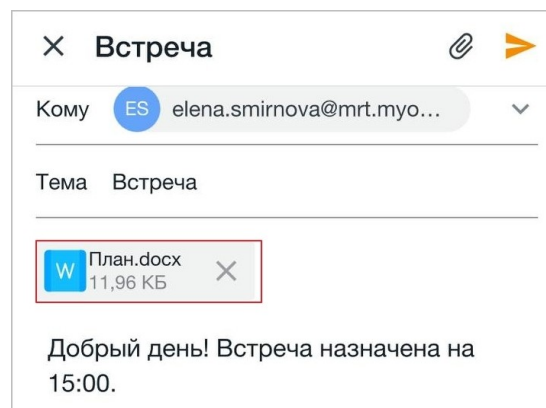 Встреча
Кому ES elena.smirnova@mrt.myo...
Тема Встреча
W План.docx
11,96 КБ
Добрый день! Встреча назначена на
15:00.